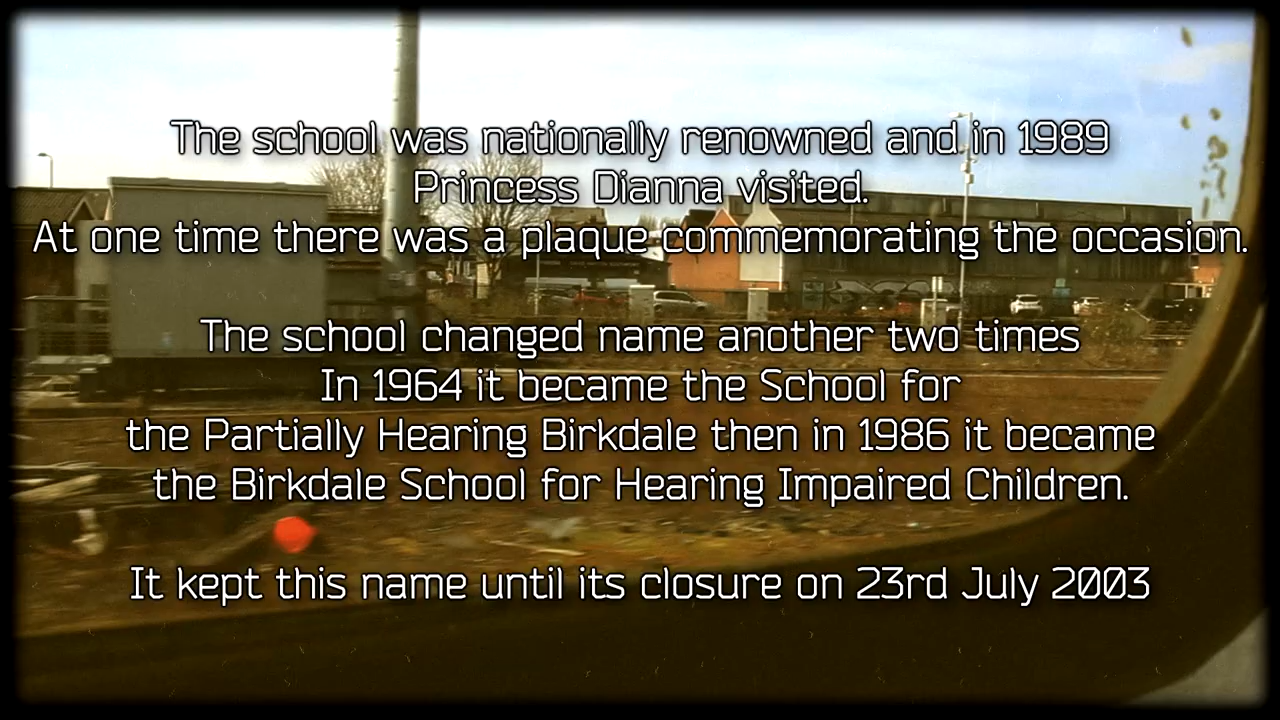 The school was nationally renowned and in 1989
Princess Dianna visited.
At one time there was a plaque commemorating the occasion.
The school changed name another two times
In 1964 it became the School for
the Partially Hearing Birkdale then in 1986 it became
the Birkdale School for Hearing Impaired Children.
It kept this name until its closure on 23rd July 2003